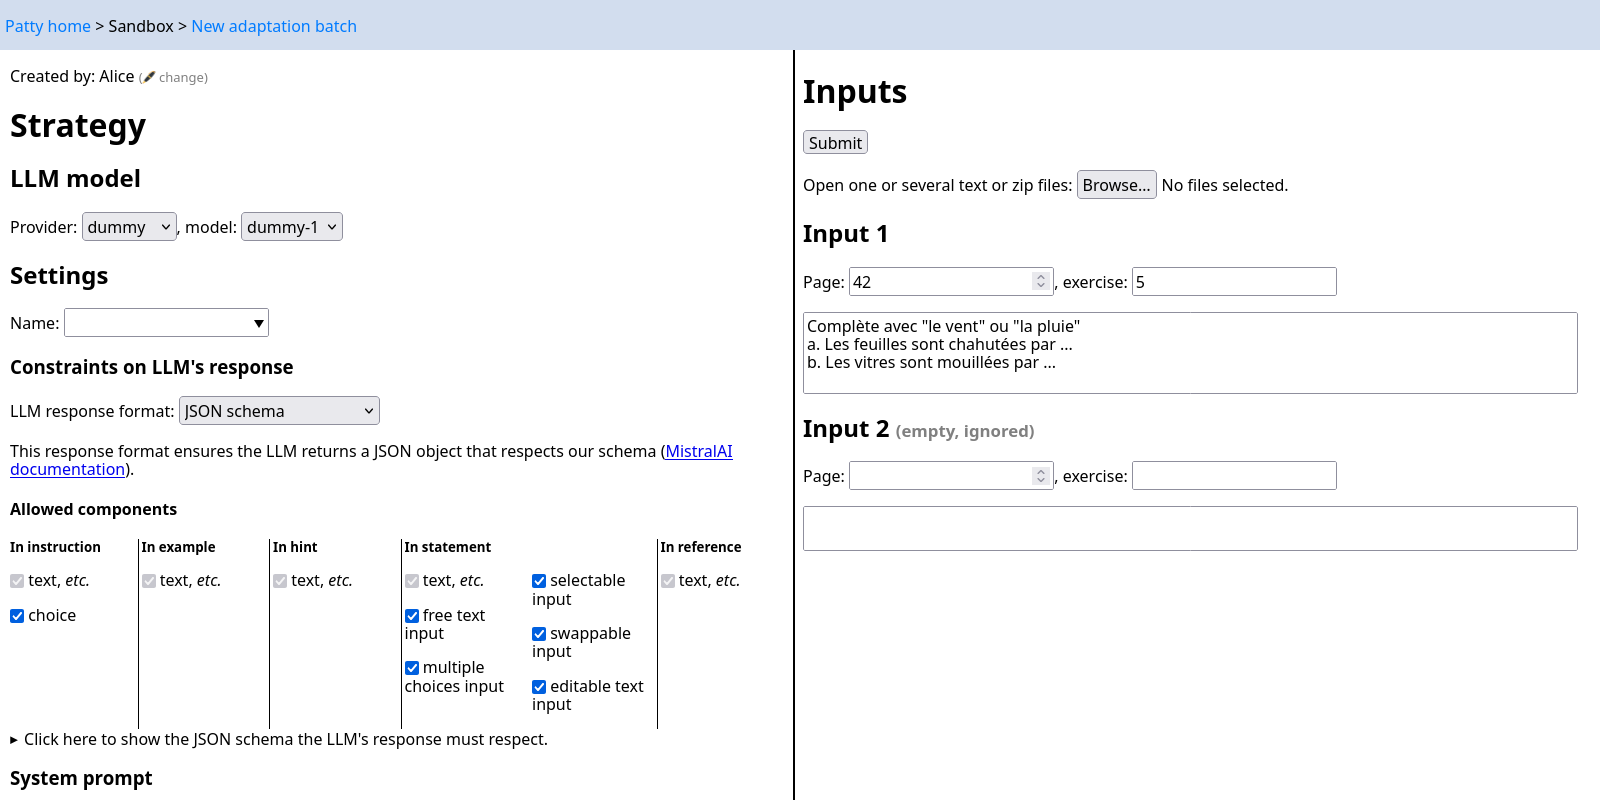 Patty home > Sandbox > New adaptation batch
Created by: Alice (🖋 change)
Strategy
LLM model
Provider: dummy, model: dummy-1
Settings
Name:
Constraints on LLM's response
LLM response format: JSON schema
This response format ensures the LLM returns a JSON object that respects our schema (MistralAI
documentation).
Allowed components
In instruction
text, etc.
choice
In example
text, etc.
In hint
text, etc.
In statement
text, etc.
free text
input
multiple
choices input
selectable
input
swappable
input
editable text
input
In reference
text, etc.
▸ Click here to show the JSON schema the LLM's response must respect.
System prompt
Inputs
Submit
Open one or several text or zip files: Browse... No files selected.
Input 1
Page: 42, exercise: 5
Complète avec "le vent" ou "la pluie"
a. Les feuilles sont chahutées par ...
b. Les vitres sont mouillées par ...
Input 2 (empty, ignored)
Page: , exercise: